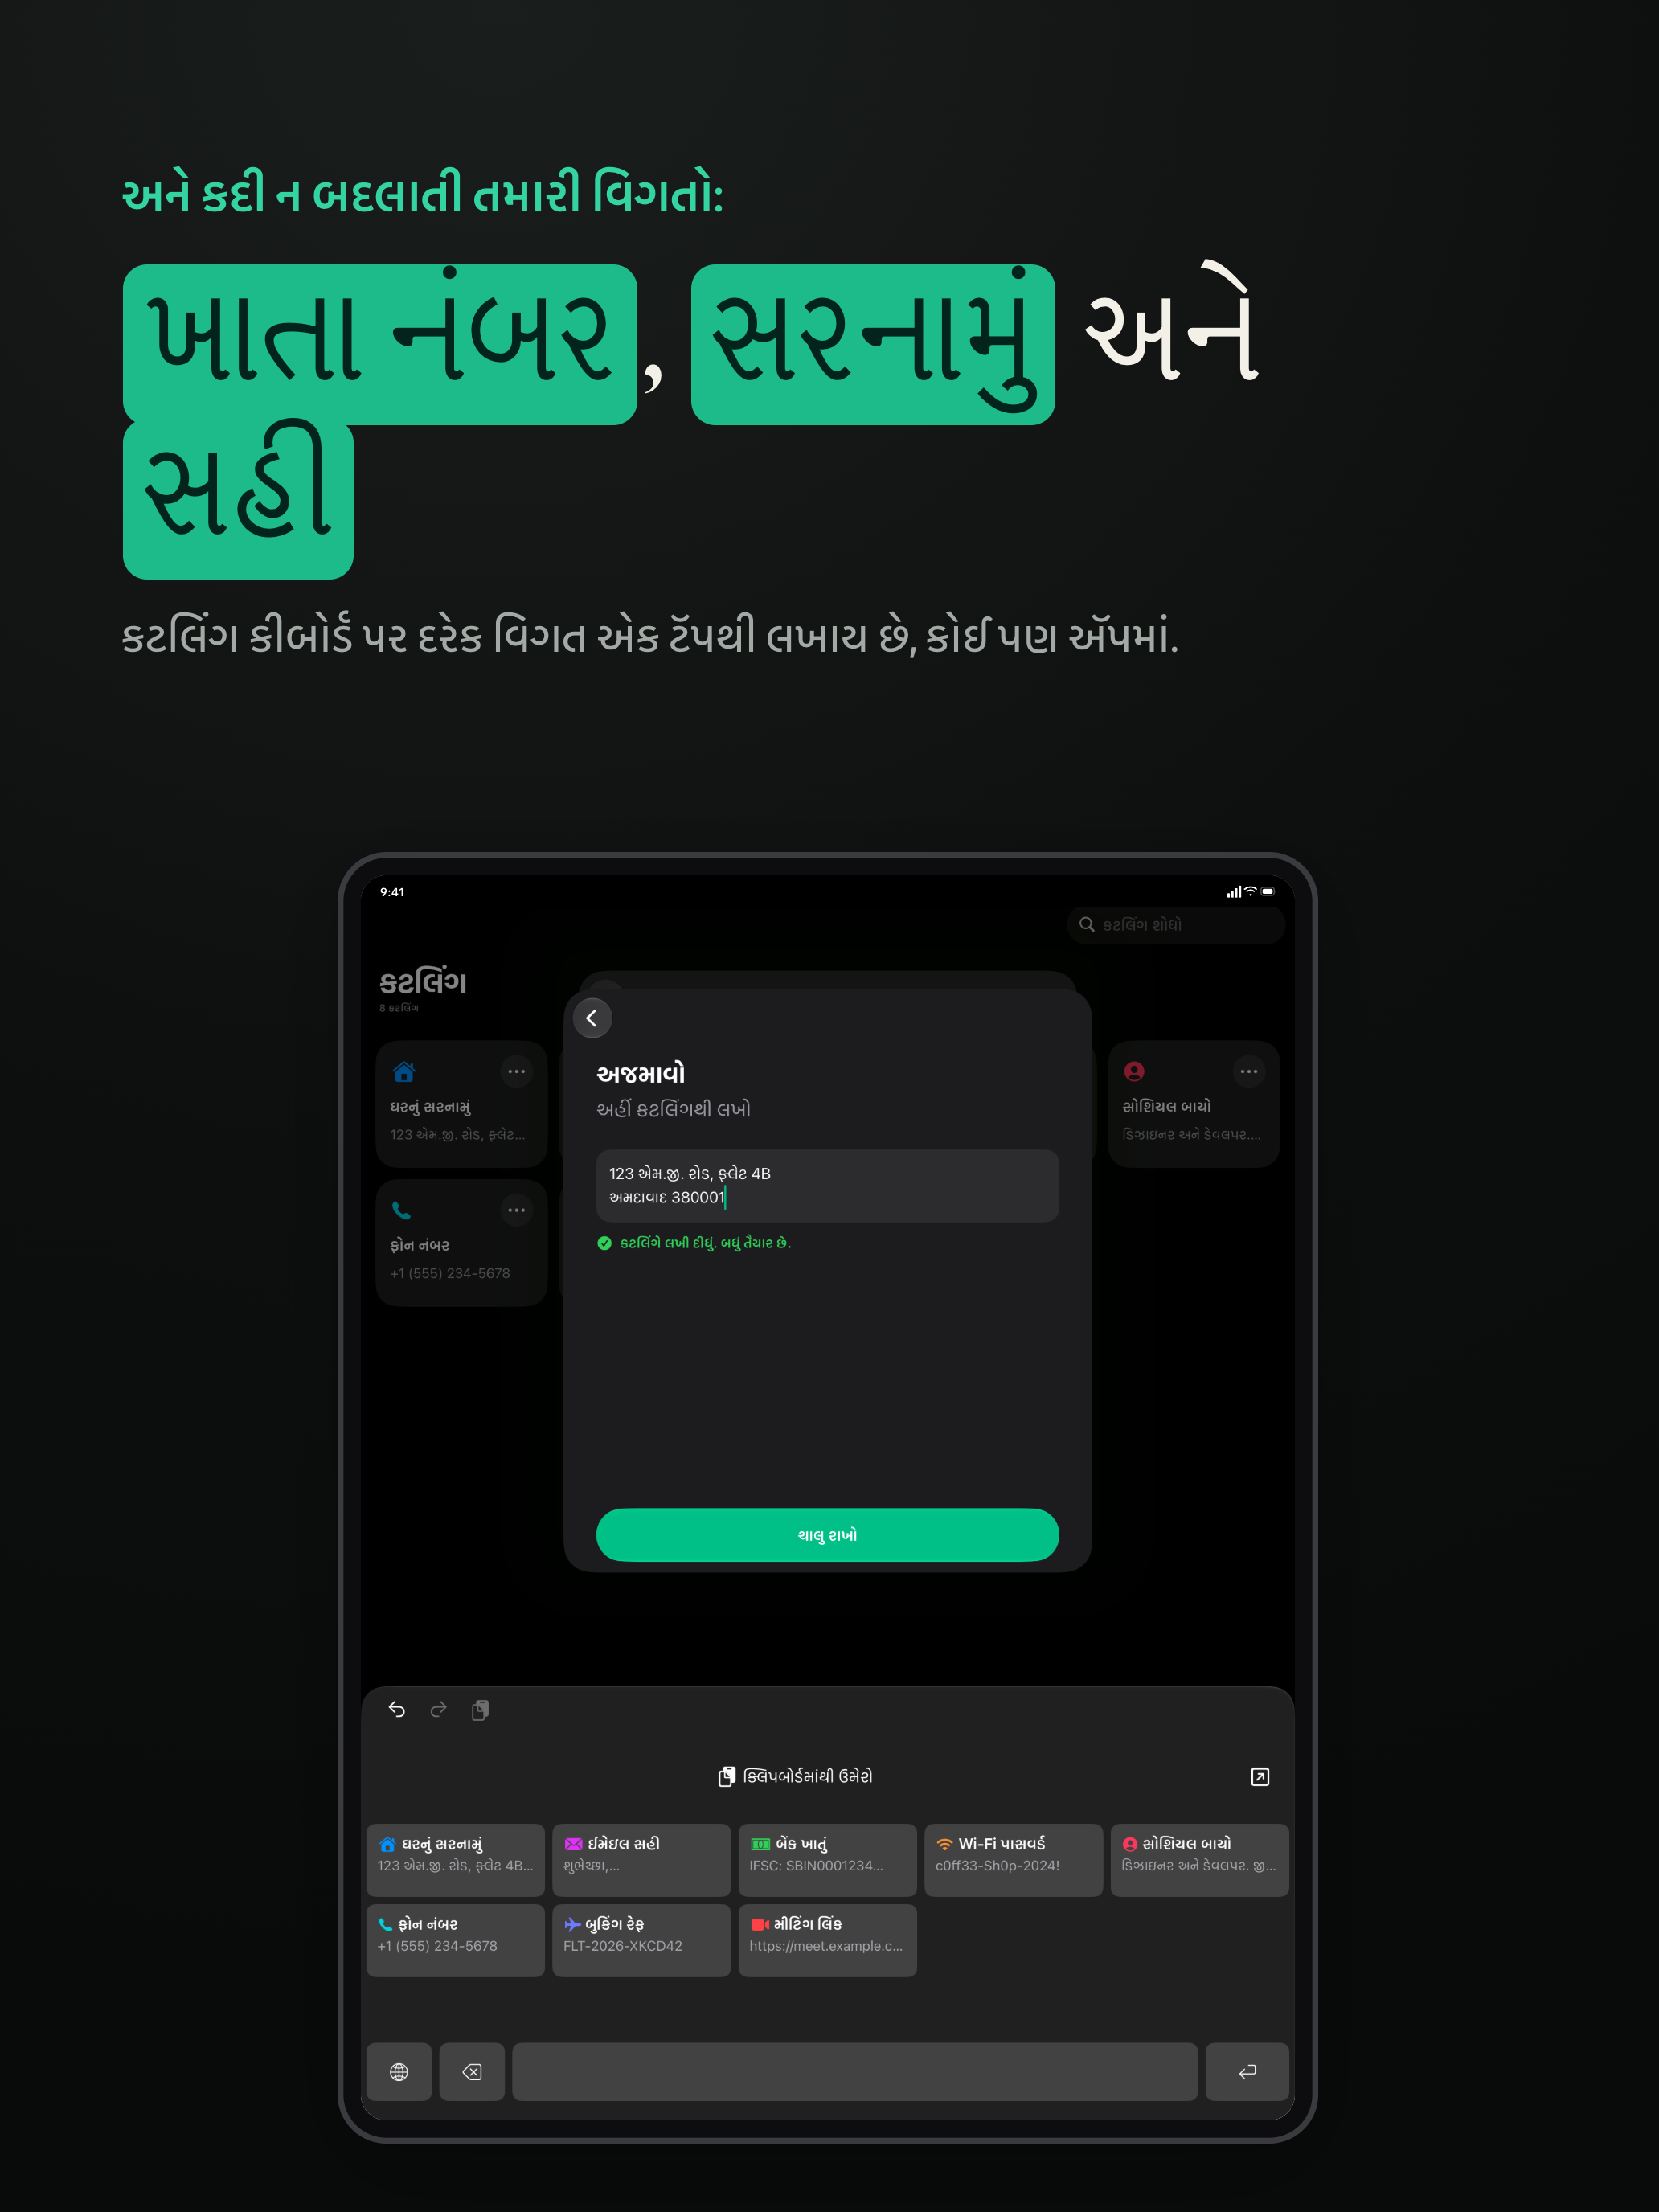 અને કદી ન બદલાતી તમારી વિગતો:
ખાતા નંબર, સરનામું અને
સહી
કટલિંગ કીબોર્ડ પર દરેક વિગત એક ટૅપથી લખાય છે, કોઈ પણ ઍપમાં.
9:41
કટલિંગ શોધો
કટલિંગ
8 કટલિંગ
ઘરનું સરનામું
123 એમ.જી. રોડ, ફ્લેટ...
સોશિયલ બાયો
ડિઝાઇનર અને ડેવલપર....
ફોન નંબર
+1 (555) 234-5678
અજમાવો
અહીં કટલિંગથી લખો
123 એમ.જી. રોડ, ફ્લેટ 4B
અમદાવાદ 380001
કટલિંગે લખી દીધું. બધું તૈયાર છે.
ચાલુ રાખો
ક્લિપબોર્ડમાંથી ઉમેરો
ઘરનું સરનામું
123 એમ.જી. રોડ, ફ્લેટ 4B...
ઈમેઇલ સહી
શુભેચ્છા,...
બેંક ખાતું
IFSC: SBIN0001234...
Wi-Fi પાસવર્ડ
c0ff33-Sh0p-2024!
સોશિયલ બાયો
ડિઝાઇનર અને ડેવલપર. જી...
ફોન નંબર
+1 (555) 234-5678
બુકિંગ રેફ
FLT-2026-XKCD42
મીટિંગ લિંક
https://meet.example.c...